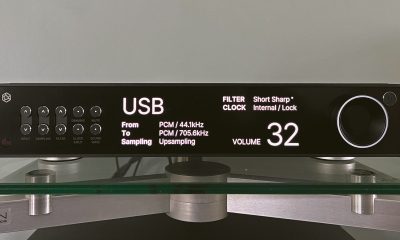 USB
From PCM / 44.1kHz
To PCM / 705.6kHz
Sampling Upsampling
FILTER Short Sharp *
CLOCK Internal / Lock
VOLUME 32